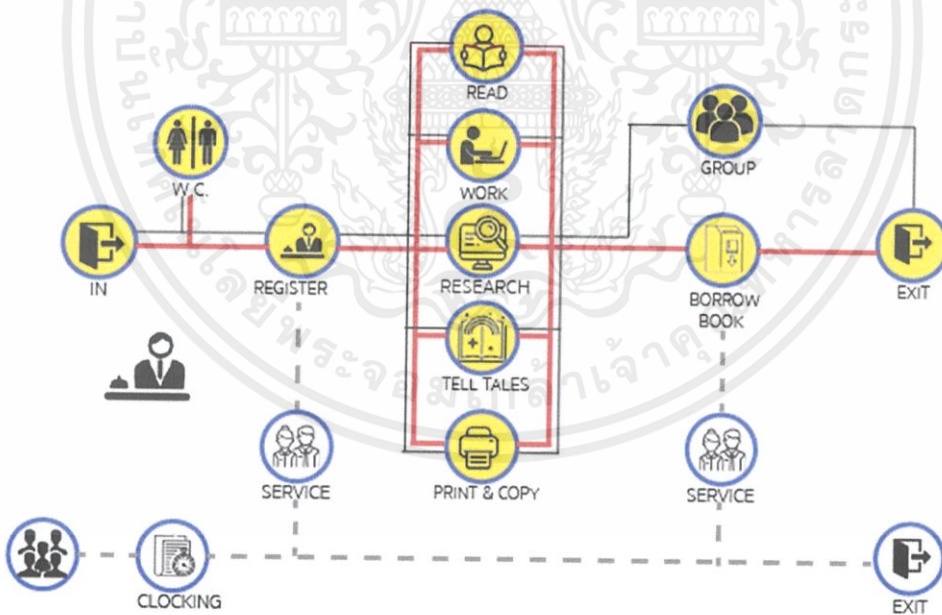 READ
W.C.
WORK
GROUP
IN
REGISTER
RESEARCH
BORROW
BOOK
EXIT
TELL TALES
SERVICE
PRINT & COPY
SERVICE
CLOCKING
EXIT